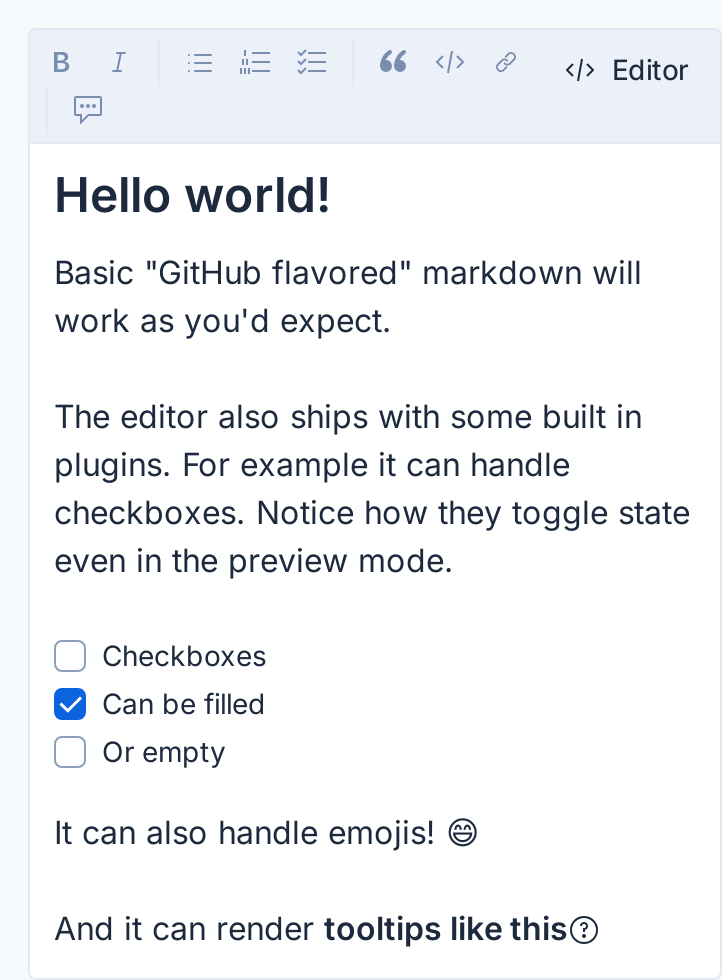 B I </> </> Editor
Hello world!
Basic "GitHub flavored" markdown will
work as you'd expect.
The editor also ships with some built in
plugins. For example it can handle
checkboxes. Notice how they toggle state
even in the preview mode.
Checkboxes
Can be filled
Or empty
It can also handle emojis! 😄
And it can render tooltips like this?